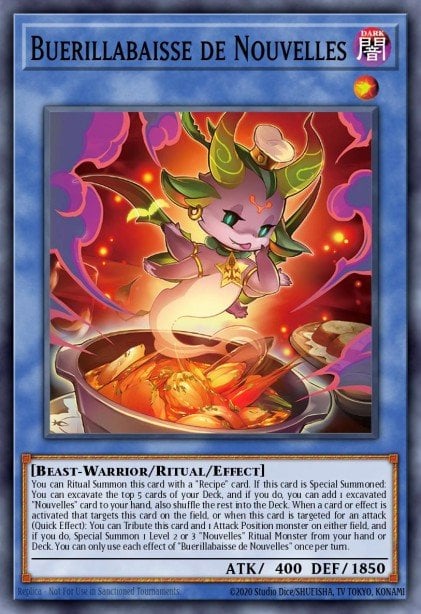 Buerillabaisse de Nouvelles
DARK
闇
[Beast-Warrior/Ritual/Effect]
You can Ritual Summon this card with a "Recipe" card. If this card is Special Summoned:
You can excavate the top 5 cards of your Deck, and if you do, you can add 1 excavated
"Nouvelles" card to your hand, also shuffle the rest into the Deck. When a card or effect is
activated that targets this card on the field, or when this card is targeted for an attack
(Quick Effect): You can Tribute this card and 1 Attack Position monster on either field, and
if you do, Special Summon 1 Level 2 or 3 "Nouvelles" Ritual Monster from your hand or
Deck. You can only use each effect of "Buerillabaisse de Nouvelles" once per turn.
ATK/ 400 DEF/1850
Replica - Not For Use in Sanctioned Tournaments.
©2020 Studio Dice/SHUEISHA, TV TOKYO, KONAMI